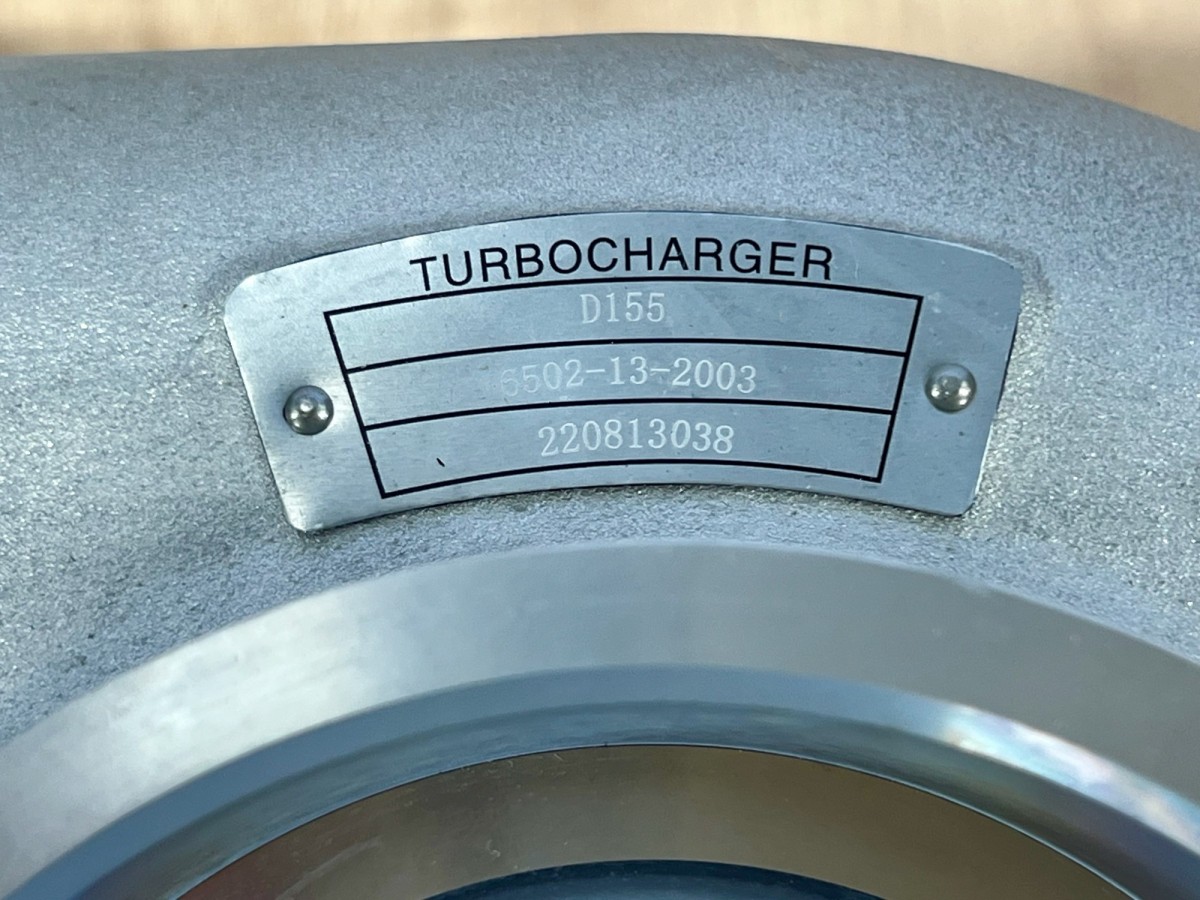 TURBOCHARGER
D155
6502-13-2003
220813038